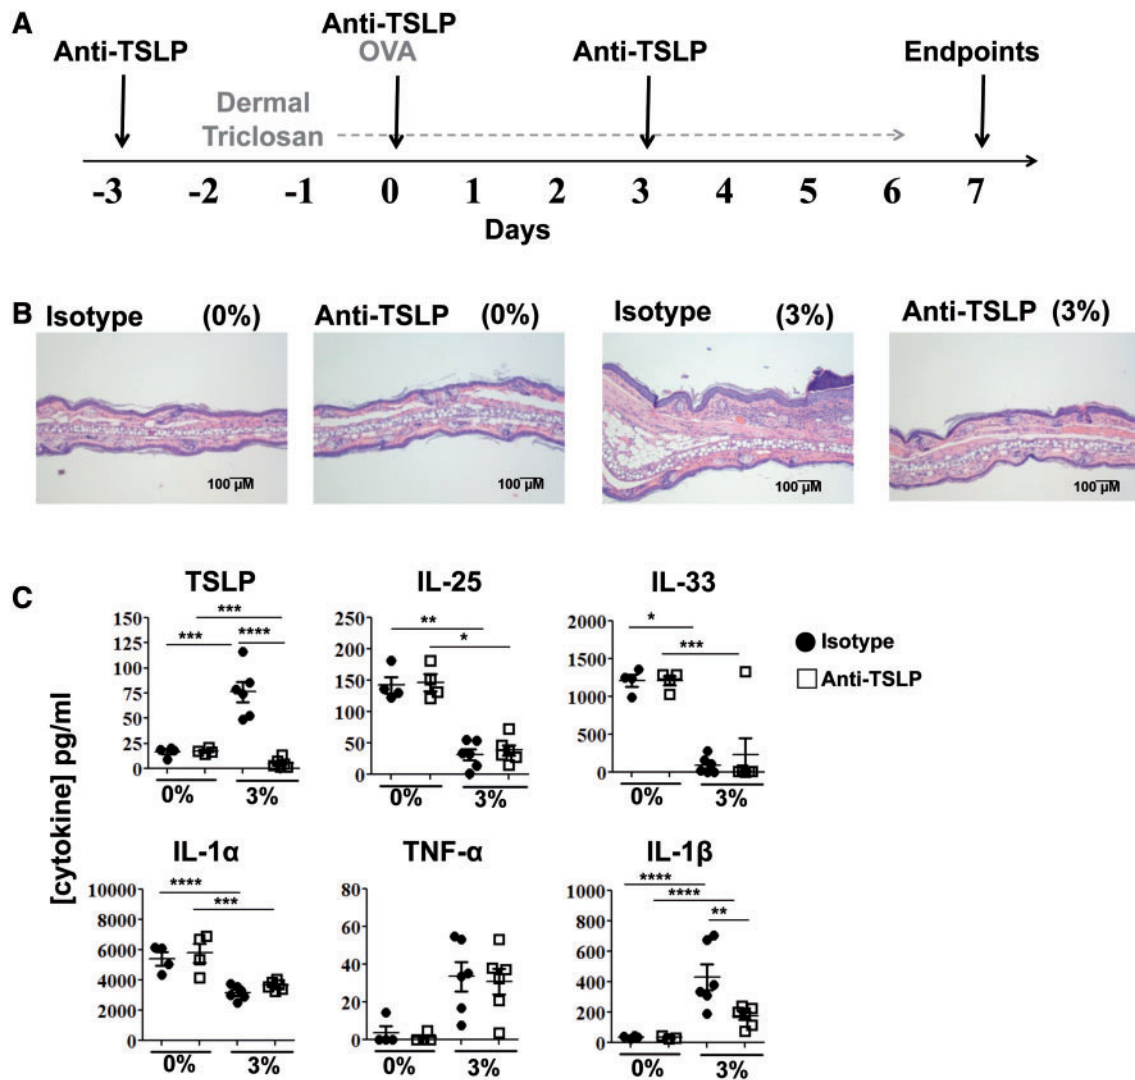 A
Anti-TSLP
Anti-TSLP
OVA
Anti-TSLP
Endpoints
Dermal
Triclosan
-3 -2 -1 0 1 2 3 4 5 6 7
Days
B
Isotype (0%)
Anti-TSLP (0%)
Isotype (3%)
Anti-TSLP (3%)
100 µM
100 µM
100 µM
100 µM
C
[cytokine] pg/ml
TSLP
150
125
100
75
50
25
0
*** *** ****
0% 3%
IL-25
250
200
150
100
50
0
** *
0% 3%
IL-33
2000
1500
1000
500
0
* ***
0% 3%
Isotype
Anti-TSLP
IL-1α
10000
8000
6000
4000
2000
0
**** ***
0% 3%
TNF-α
80
60
40
20
0
0% 3%
IL-1β
1000
800
600
400
200
0
**** **** **
0% 3%